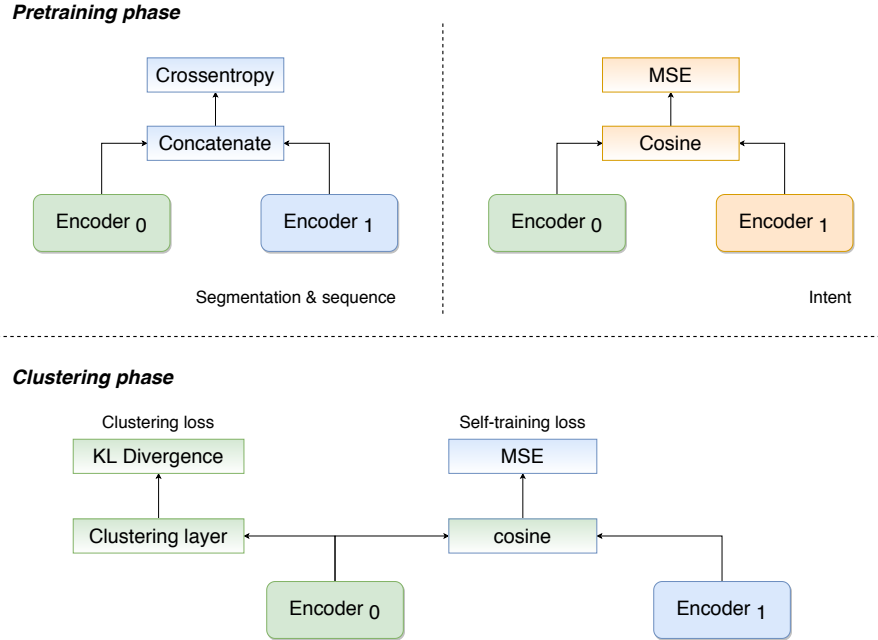 Pretraining phase
Crossentropy
MSE
Concatenate
Cosine
Encoder 0
Encoder 1
Encoder 0
Encoder 1
Segmentation & sequence
Intent
Clustering phase
Clustering loss
Self-training loss
KL Divergence
MSE
Clustering layer
cosine
Encoder 0
Encoder 1